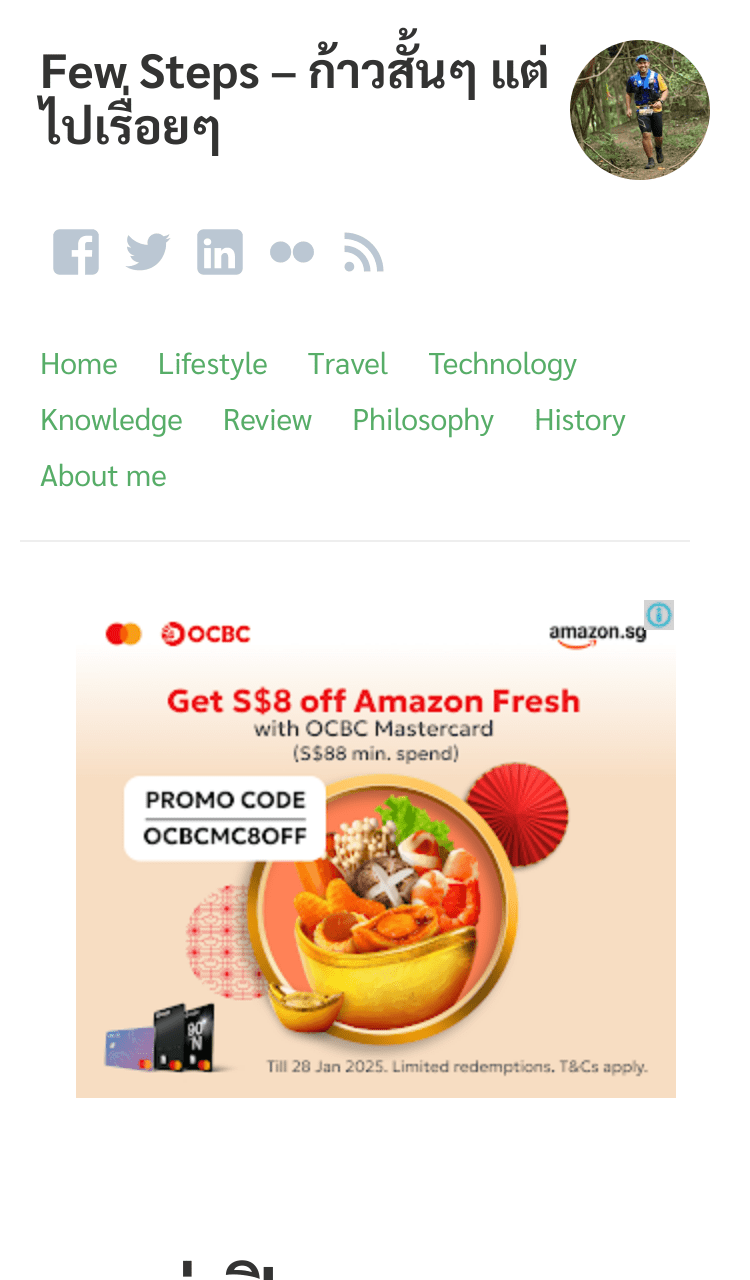 Few Steps – ก้าวสั้นๆ แต่
ไปเรื่อยๆ
Home Lifestyle Travel Technology
Knowledge Review Philosophy History
About me
OCBC amazon.sg
Get S$8 off Amazon Fresh
with OCBC Mastercard
(S$88 min. spend)
PROMO CODE
OCBCMC8OFF
90°N
Till 28 Jan 2025. Limited redemptions. T&Cs apply.